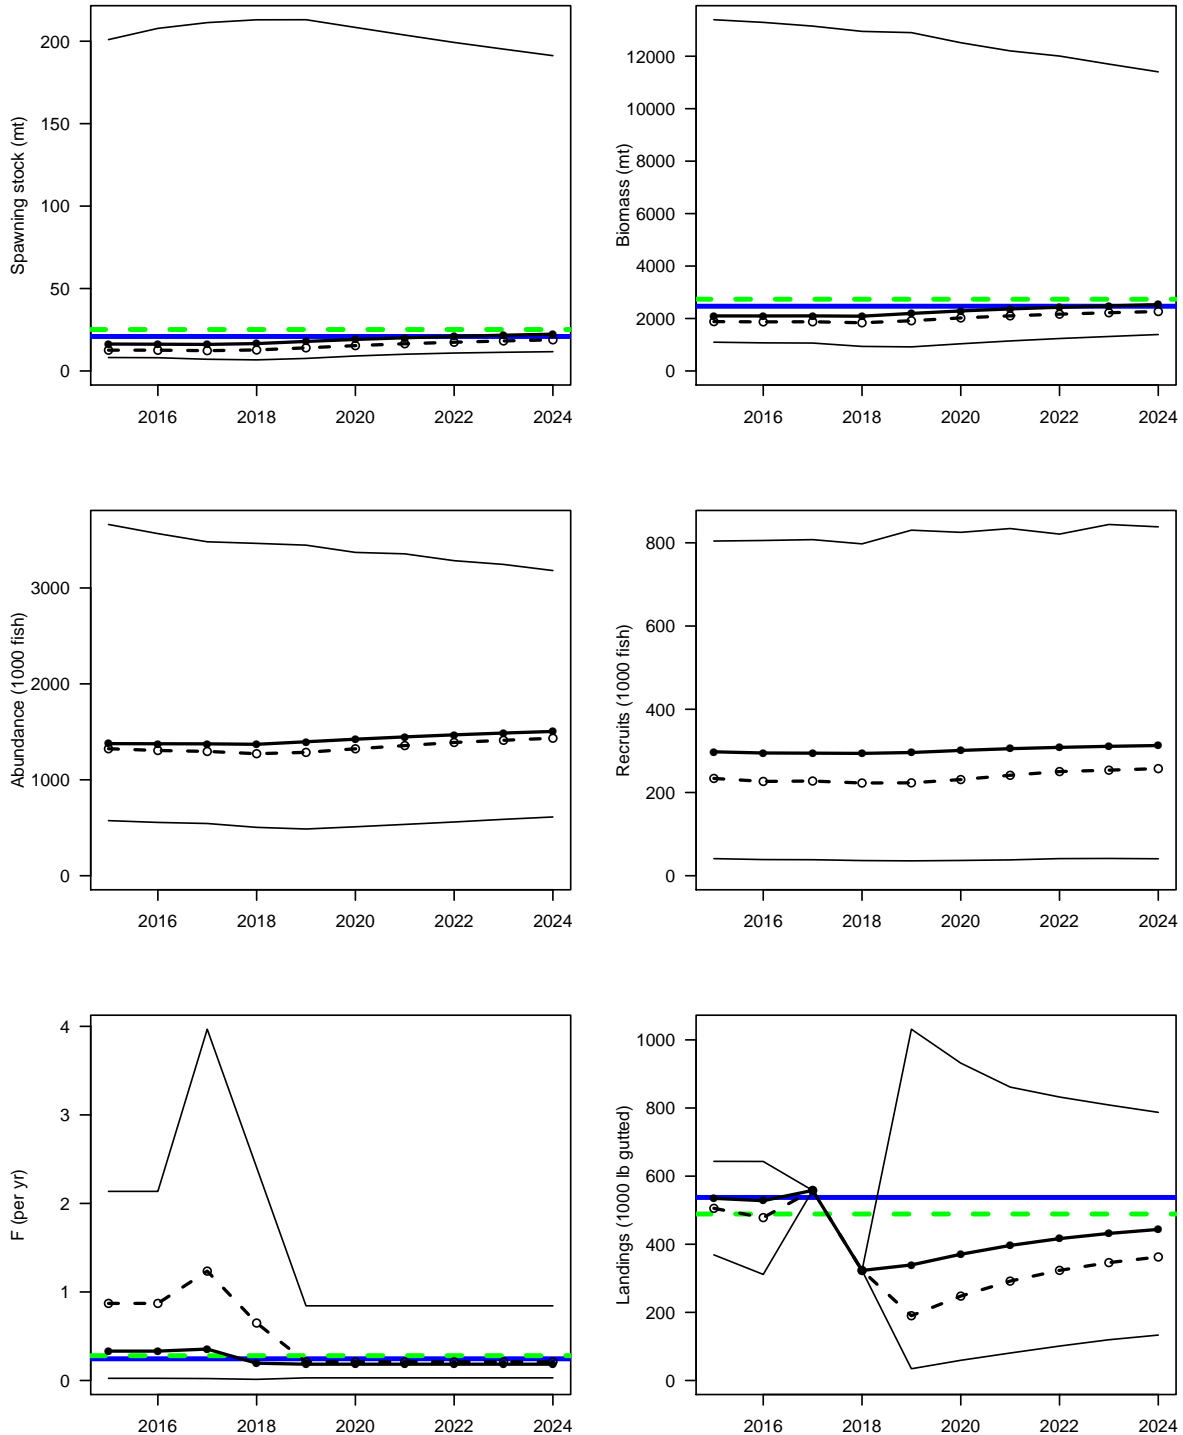 Spawning stock (mt)
200
150
100
50
0
2016 2018 2020 2022 2024
Biomass (mt)
12000
10000
8000
6000
4000
2000
0
2016 2018 2020 2022 2024
Abundance (1000 fish)
3000
2000
1000
0
2016 2018 2020 2022 2024
Recruits (1000 fish)
800
600
400
200
0
2016 2018 2020 2022 2024
F (per yr)
4
3
2
1
0
2016 2018 2020 2022 2024
Landings (1000 lb gutted)
1000
800
600
400
200
0
2016 2018 2020 2022 2024